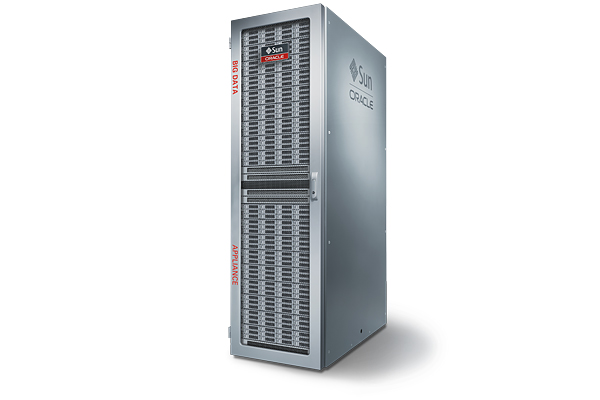 Sun
ORACLE
BIG DATA
APPLIANCE
Sun
ORACLE